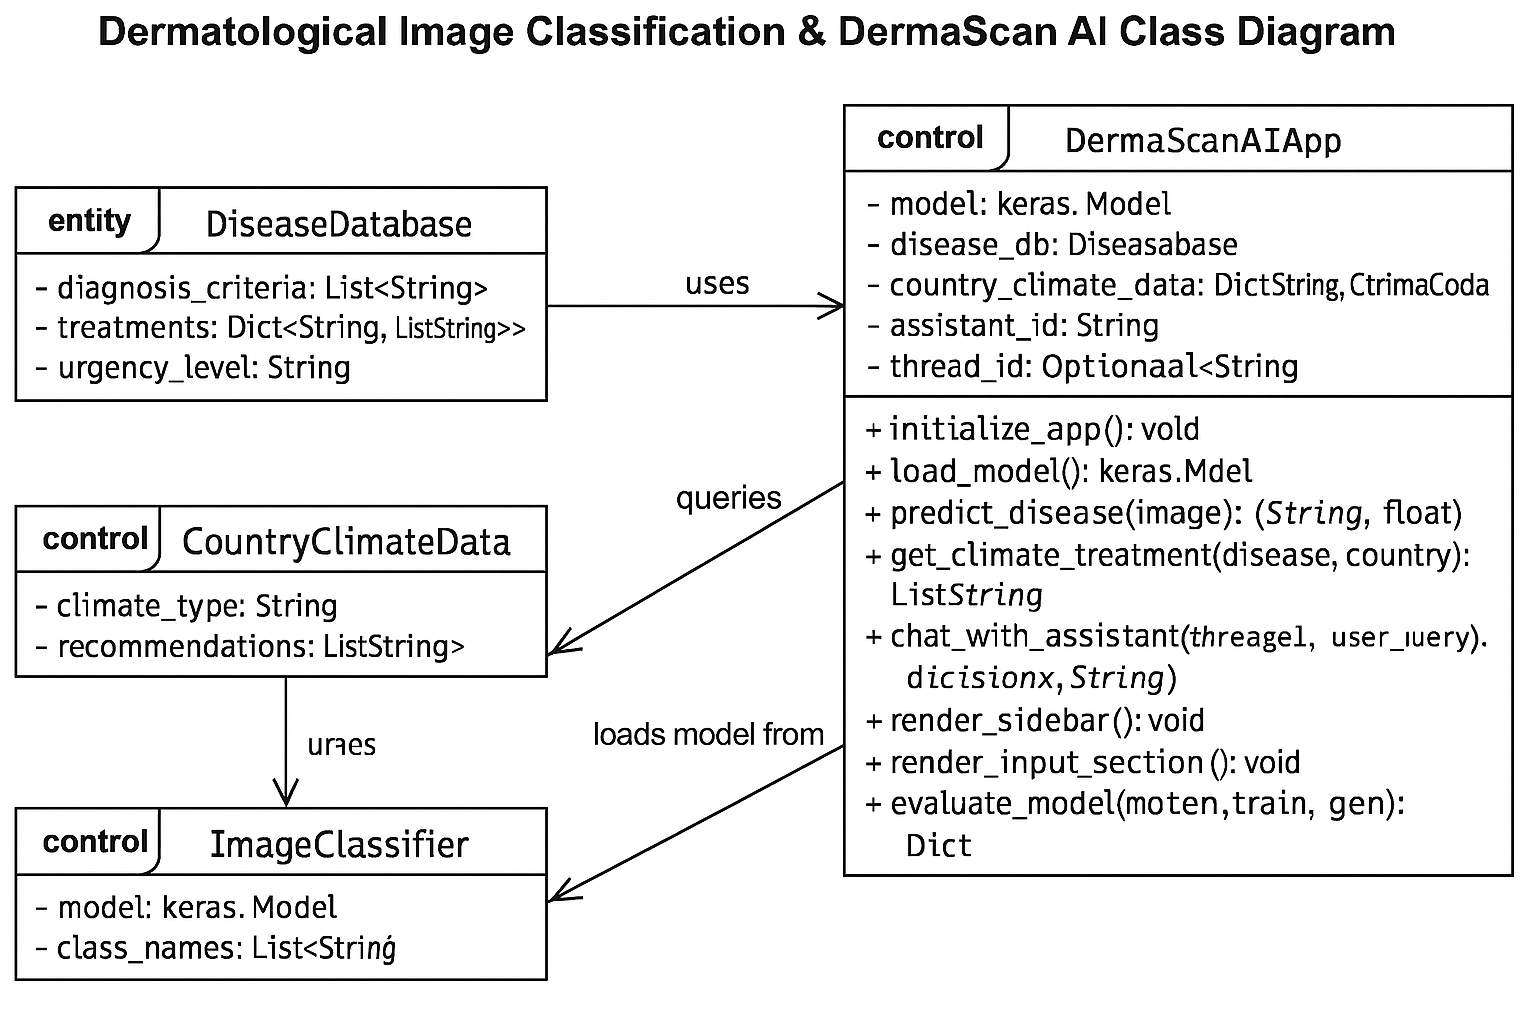 Dermatological Image Classification & DermaScan AI Class Diagram
control DermaScanAIApp
- model: keras. Model
- disease_db: Diseasabase
- country_climate_data: DictString, CtrimaCoda
- assistant_id: String
- thread_id: Optionaal<String
+ initialize_app(): vold
+ load_model(): keras.Mdel
+ predict_disease(image): (String, float)
+ get_climate_treatment(disease, country):
ListString
+ chat_with_assistant(threage1, user_ıuery).
dicisionx, String)
+ render_sidebar(): void
+ render_input_section (): void
+ evaluate_model(moten, train, gen):
Dict
entity DiseaseDatabase
- diagnosis_criteria: List<String>
- treatments: Dict<String, ListString>>
- urgency_level: String
uses
queries
control CountryClimateData
- climate_type: String
- recommendations: ListString>
loads model from
control ImageClassifier
- model: keras. Model
- class_names: List<String